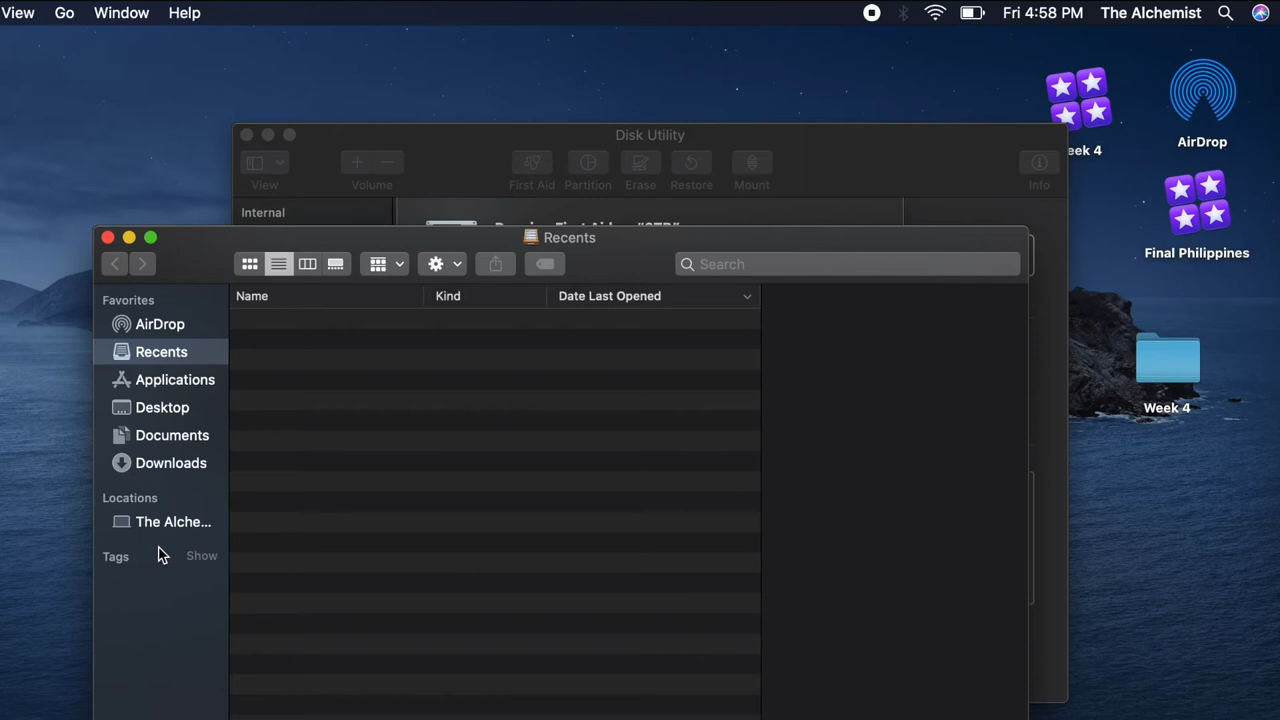 View Go Window Help Fri 4:58 PM The Alchemist
eek 4
AirDrop
Final Philippines
Week 4
Disk Utility
View Volume First Aid Partition Erase Restore Mount Info
Internal
Recents
Search
Favorites
AirDrop
Recents
Applications
Desktop
Documents
Downloads
Locations
The Alche...
Tags Show
Name Kind Date Last Opened